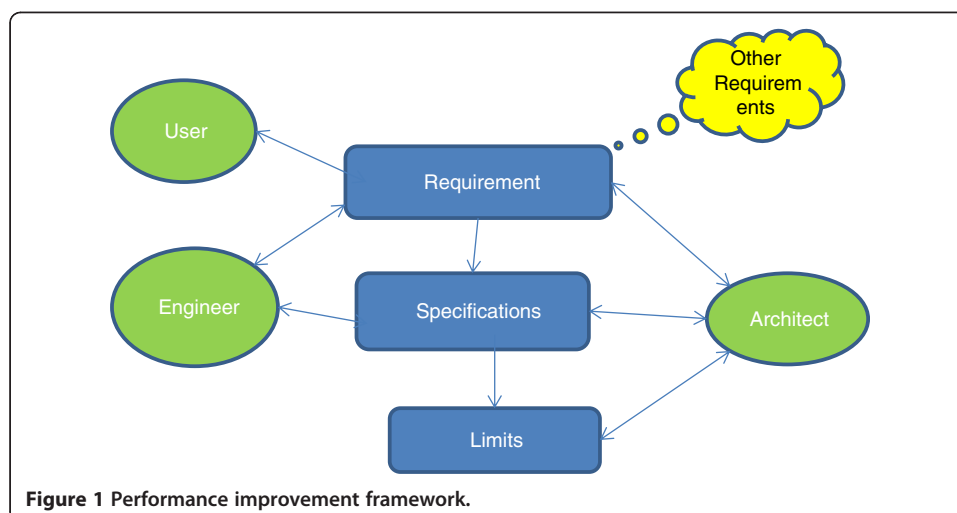 Other
Requirem
ents
User
Requirement
Engineer
Specifications
Architect
Limits
Figure 1 Performance improvement framework.